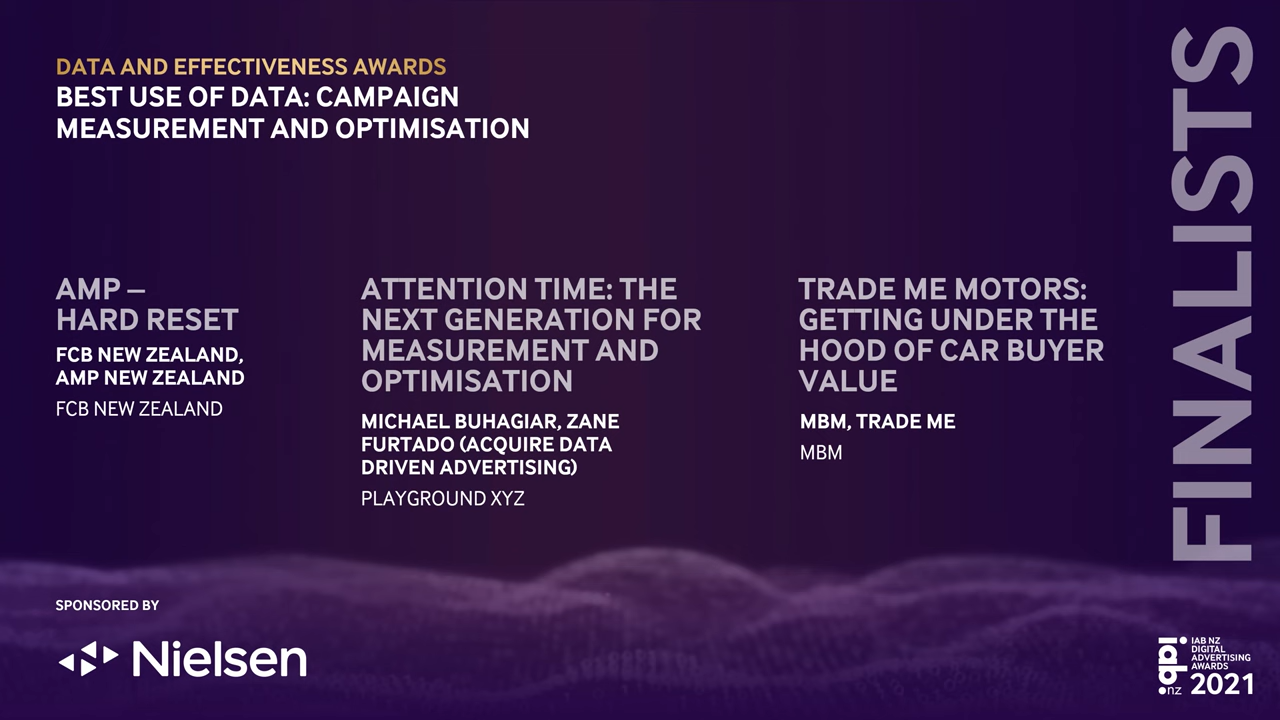 DATA AND EFFECTIVENESS AWARDS
BEST USE OF DATA: CAMPAIGN
MEASUREMENT AND OPTIMISATION
AMP –
HARD RESET
FCB NEW ZEALAND,
AMP NEW ZEALAND
FCB NEW ZEALAND
ATTENTION TIME: THE
NEXT GENERATION FOR
MEASUREMENT AND
OPTIMISATION
MICHAEL BUHAGIAR, ZANE
FURTADO (ACQUIRE DATA
DRIVEN ADVERTISING)
PLAYGROUND XYZ
TRADE ME MOTORS:
GETTING UNDER THE
HOOD OF CAR BUYER
VALUE
MBM, TRADE ME
MBM
FINALISTS
SPONSORED BY
Nielsen
iab.nz
IAB NZ
DIGITAL
ADVERTISING
AWARDS
2021